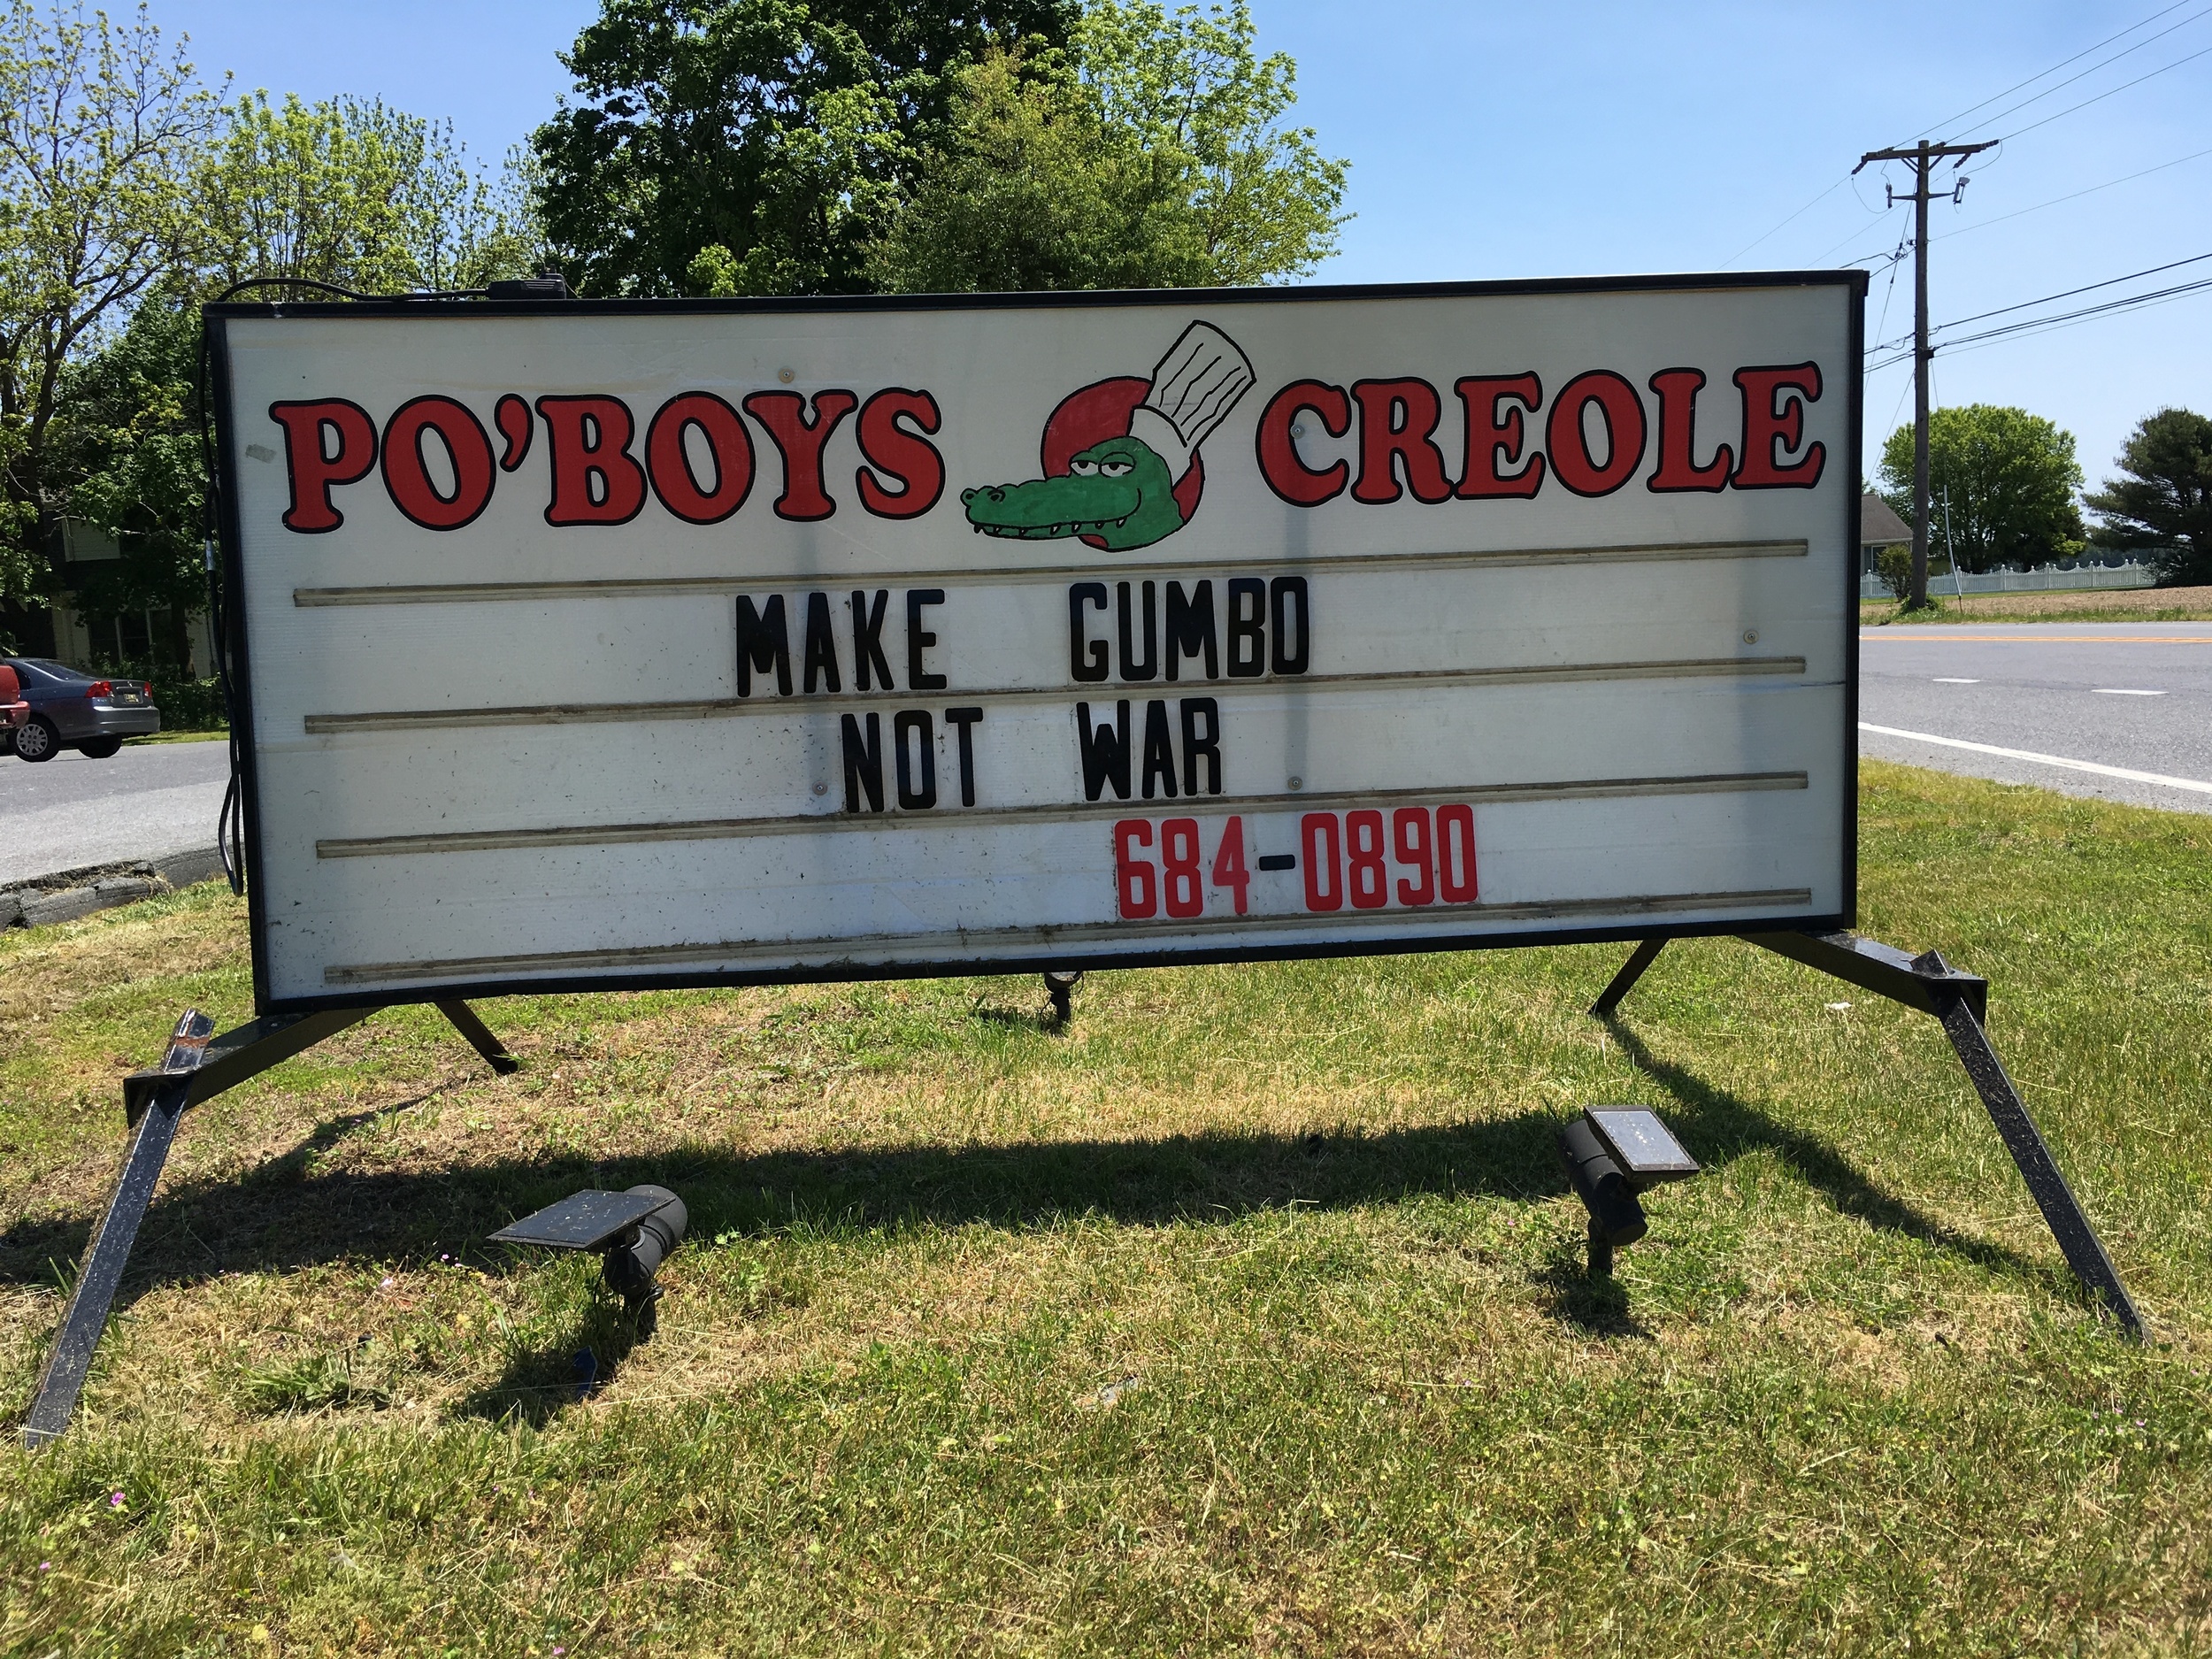 PO'BOYS CREOLE
MAKE GUMBO
NOT WAR
684-0890